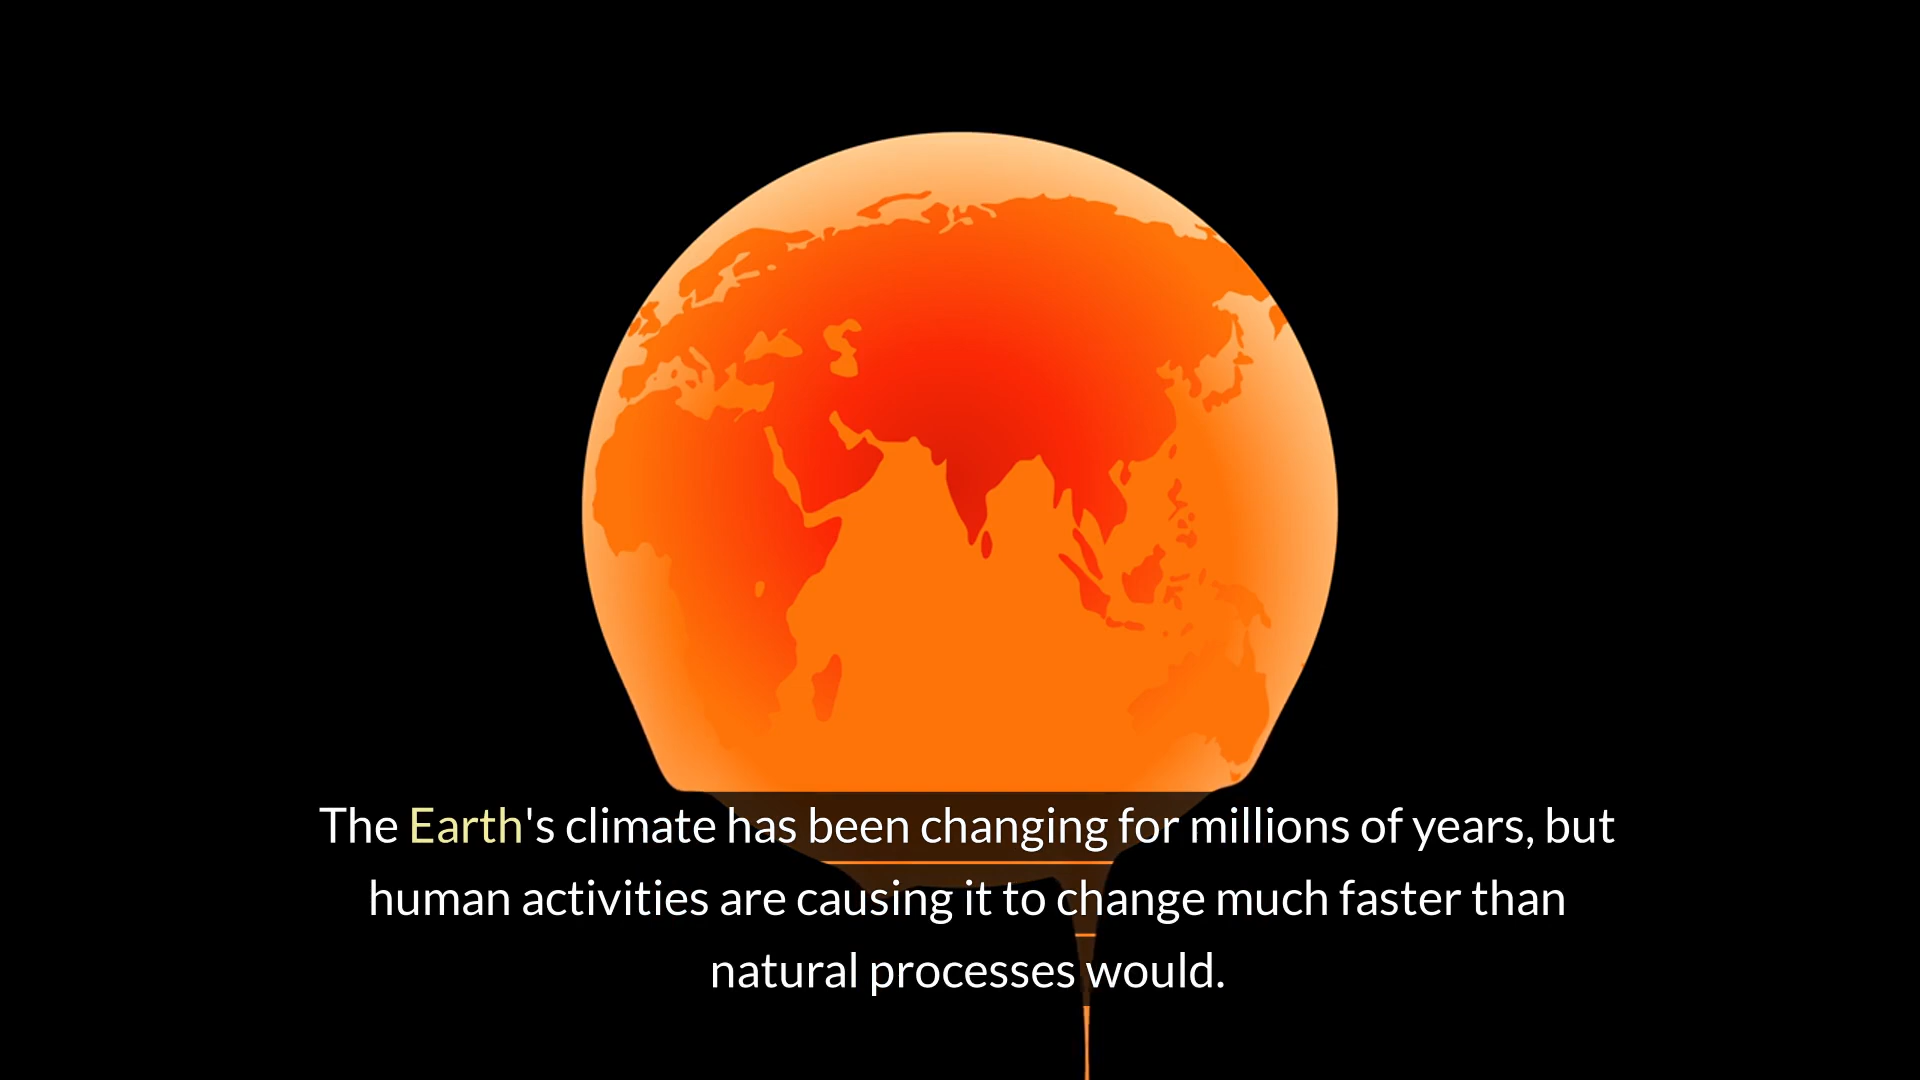 The Earth's climate has been changing for millions of years, but
human activities are causing it to change much faster than
natural processes would.